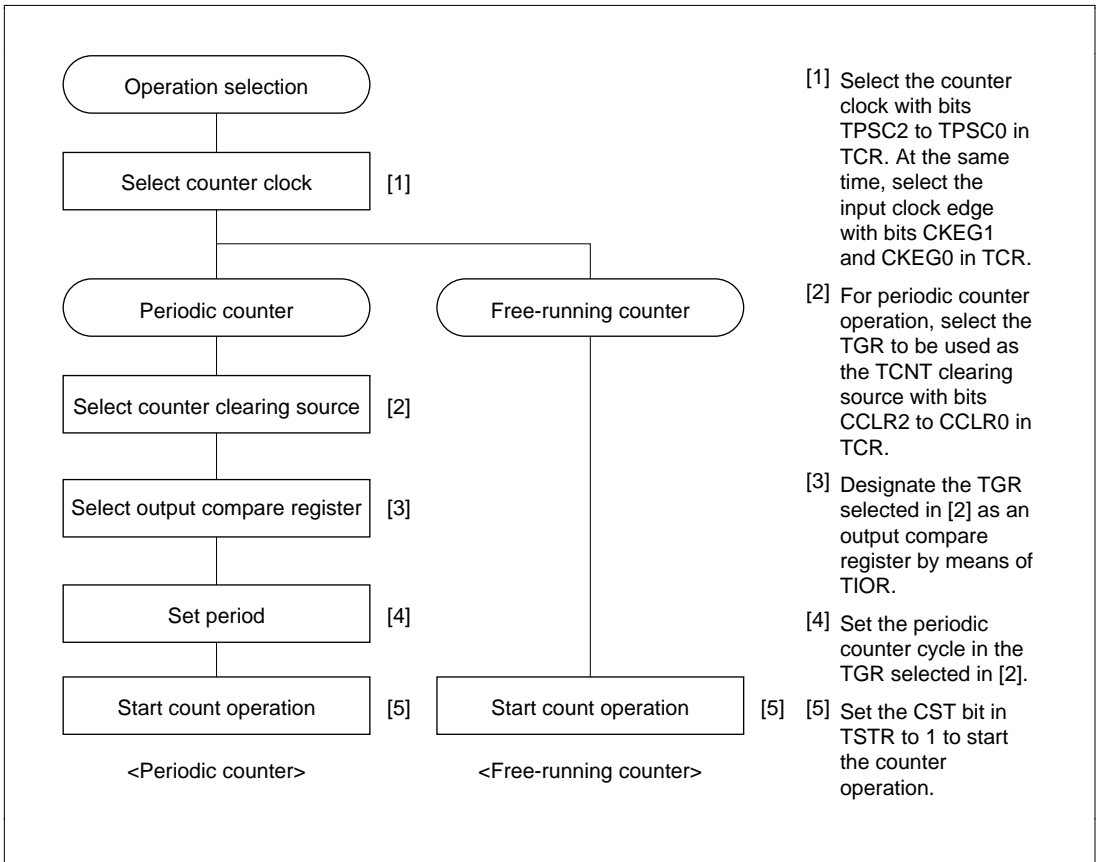 Operation selection
Select counter clock
[1]
Periodic counter
Free-running counter
Select counter clearing source
[2]
Select output compare register
[3]
Set period
[4]
Start count operation
[5]
Start count operation
[5]
<Periodic counter>
<Free-running counter>
[1] Select the counter
clock with bits
TPSC2 to TPSC0 in
TCR. At the same
time, select the
input clock edge
with bits CKEG1
and CKEG0 in TCR.
[2] For periodic counter
operation, select the
TGR to be used as
the TCNT clearing
source with bits
CCLR2 to CCLR0 in
TCR.
[3] Designate the TGR
selected in [2] as an
output compare
register by means of
TIOR.
[4] Set the periodic
counter cycle in the
TGR selected in [2].
[5] Set the CST bit in
TSTR to 1 to start
the counter
operation.